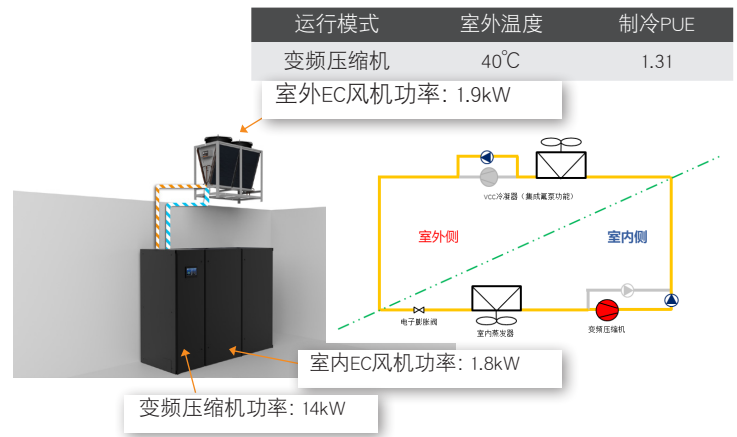 运行模式 室外温度 制冷PUE
变频压缩机 40℃ 1.31
室外EC风机功率: 1.9kW
VCC冷凝器（集成氟泵功能）
室外侧 室内侧
电子膨胀阀
室内蒸发器
变频压缩机
室内EC风机功率: 1.8kW
变频压缩机功率: 14kW